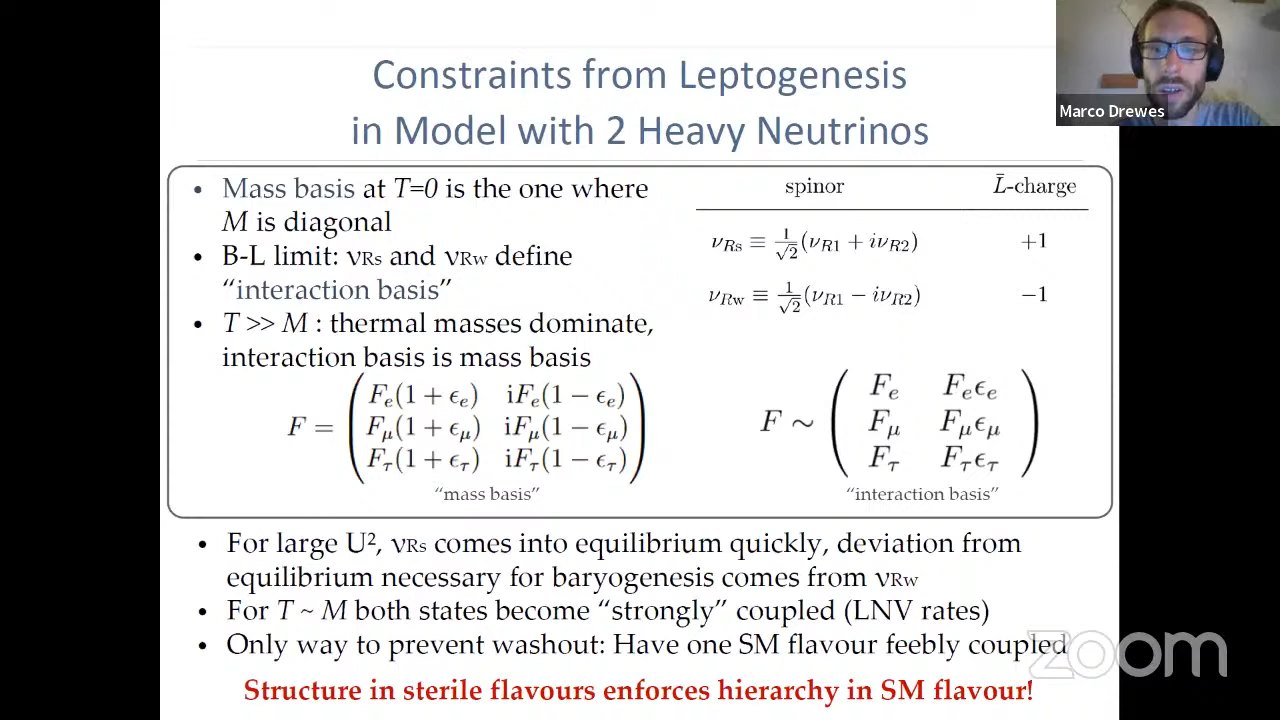 Constraints from Leptogenesis
in Model with 2 Heavy Neutrinos
Marco Drewes
• Mass basis at T=0 is the one where
M is diagonal
• B-L limit: νRs and νRw define
“interaction basis”
• T >> M : thermal masses dominate,
interaction basis is mass basis
spinor L̄-charge
νRs ≡ 1/√2 (νR1 + iνR2) +1
νRw ≡ 1/√2 (νR1 − iνR2) −1
F = ( Fe(1 + ϵe) iFe(1 − ϵe)
Fμ(1 + ϵμ) iFμ(1 − ϵμ)
Fτ(1 + ϵτ) iFτ(1 − ϵτ) )
“mass basis”
F ∼ ( Fe Feϵe
Fμ Fμϵμ
Fτ Fτϵτ )
“interaction basis”
• For large U², νRs comes into equilibrium quickly, deviation from
equilibrium necessary for baryogenesis comes from νRw
• For T ~ M both states become “strongly” coupled (LNV rates)
• Only way to prevent washout: Have one SM flavour feebly coupled
Structure in sterile flavours enforces hierarchy in SM flavour!
zoom